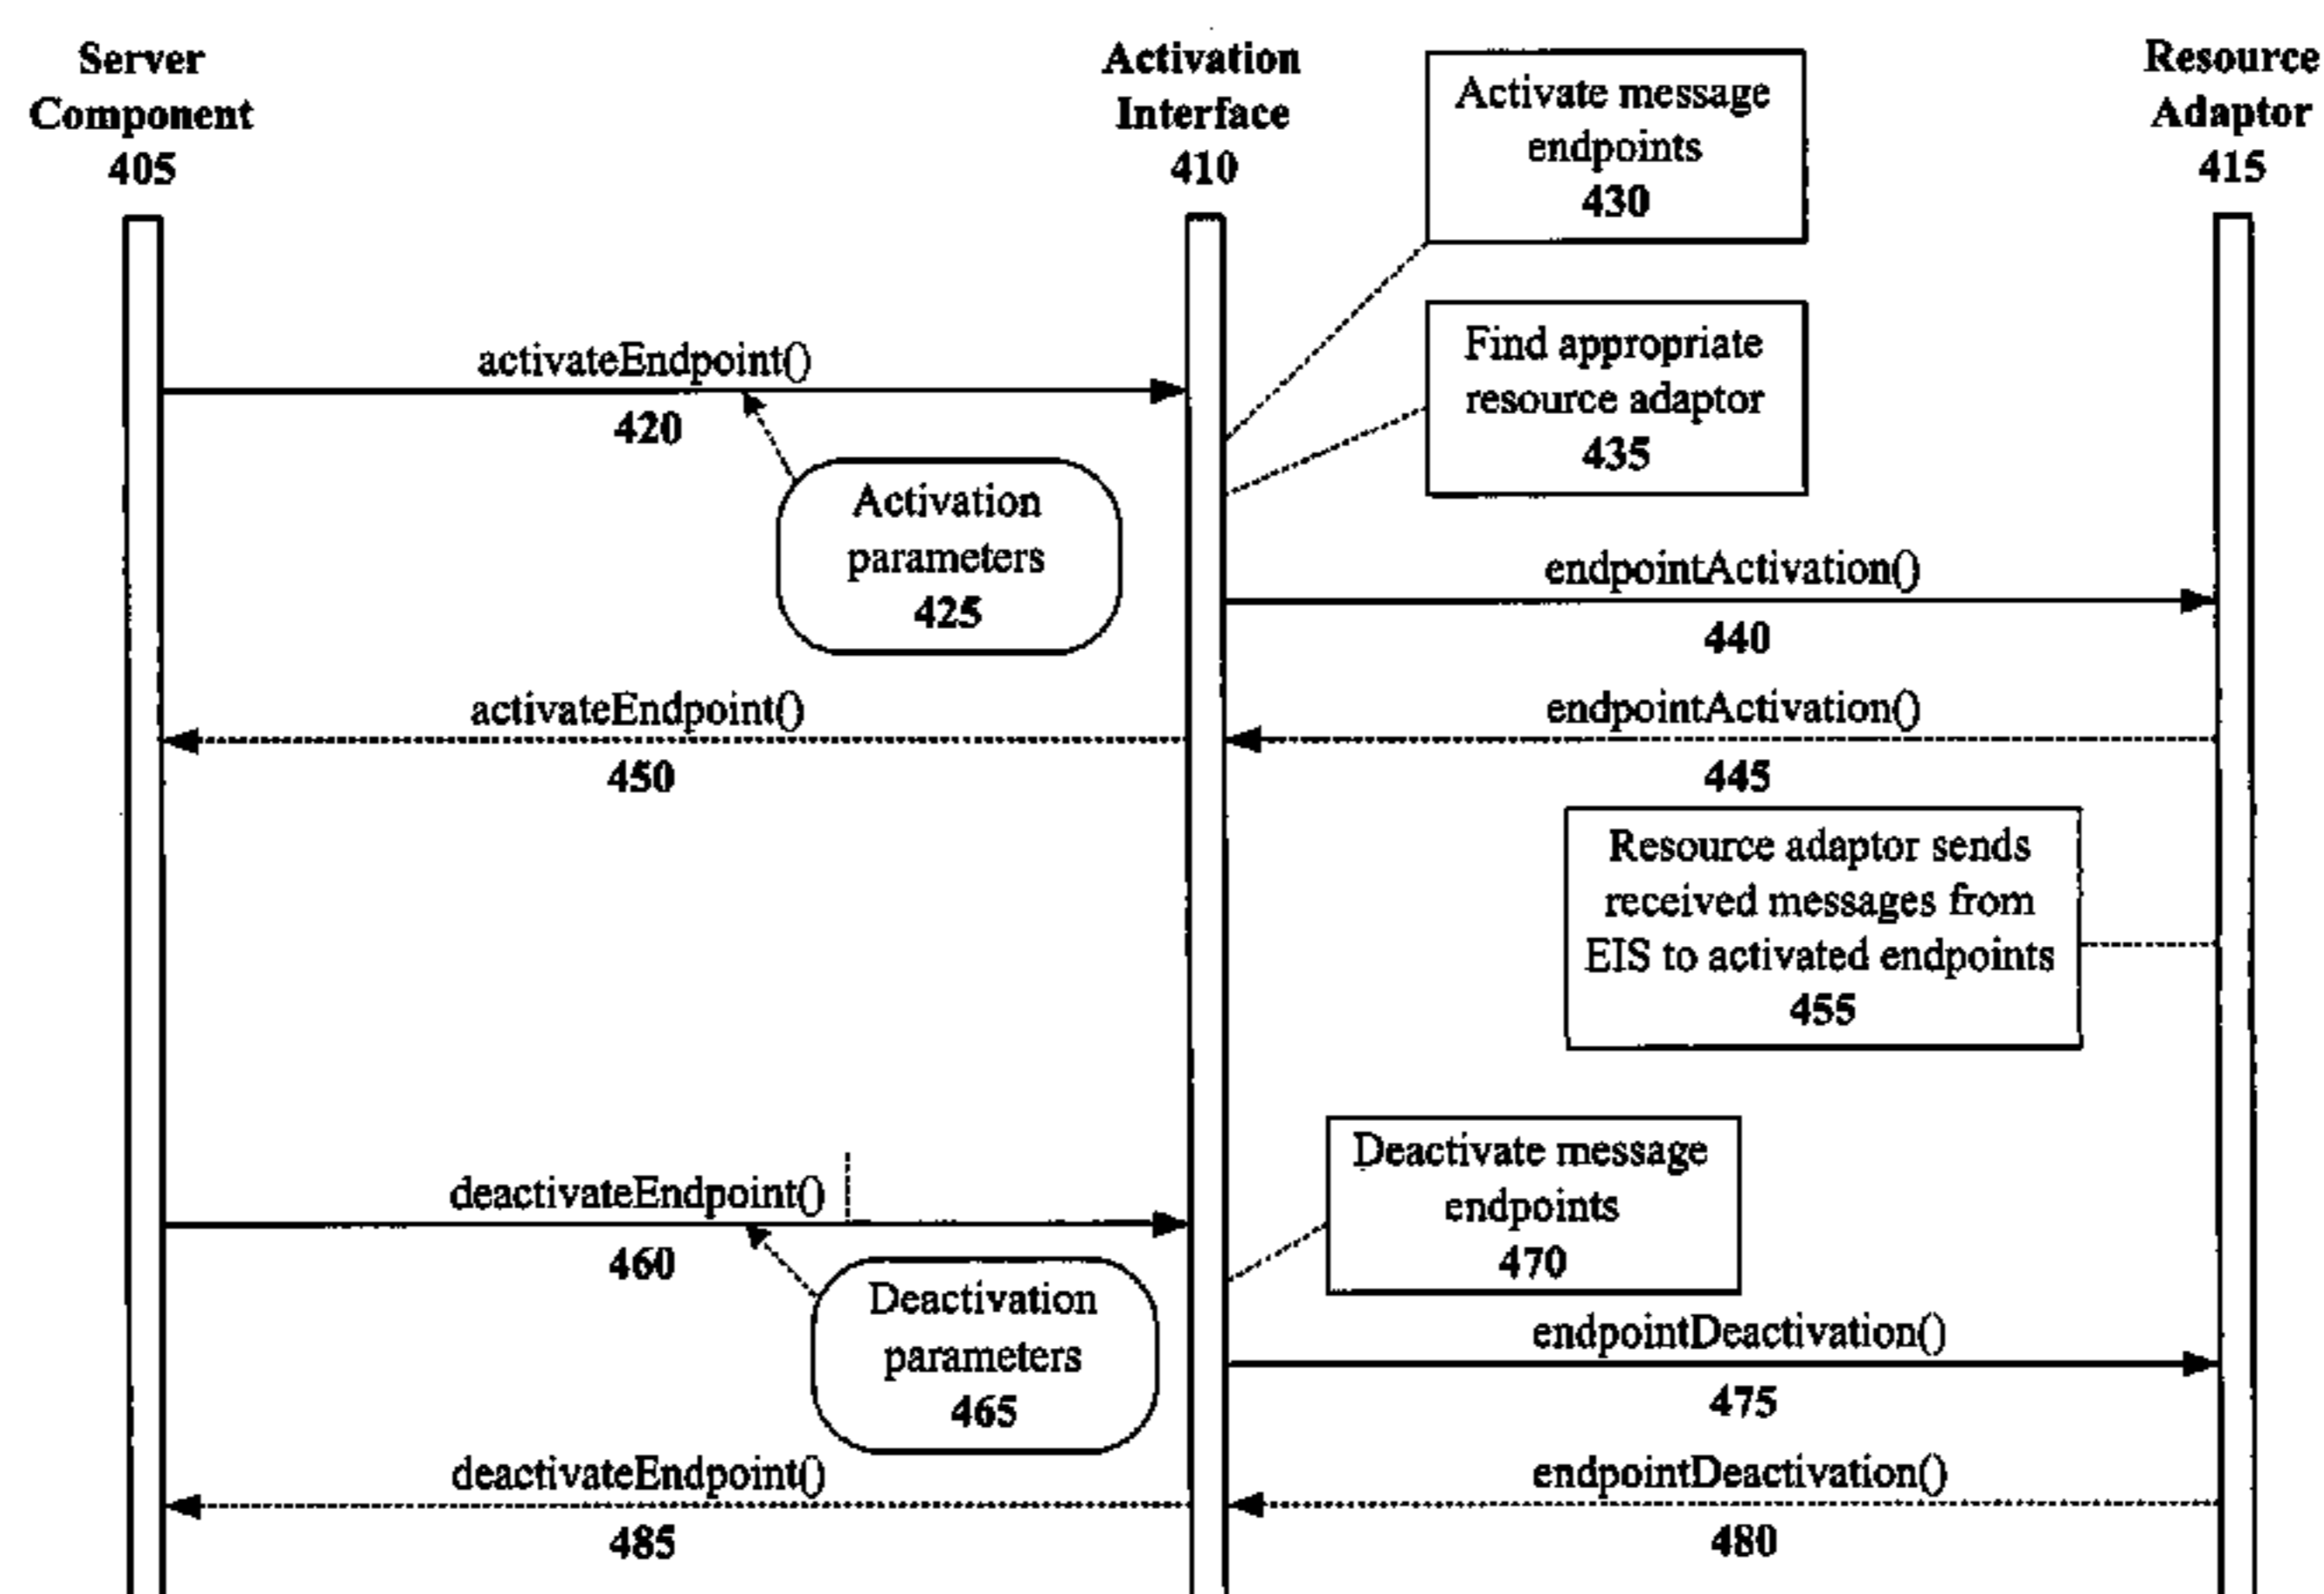 Server
Component
405
Activation
Interface
410
Resource
Adaptor
415
Activate message
endpoints
430
Find appropriate
resource adaptor
435
activateEndpoint()
420
Activation
parameters
425
endpointActivation()
440
activateEndpoint()
450
endpointActivation()
445
Resource adaptor sends
received messages from
EIS to activated endpoints
455
deactivateEndpoint()
460
Deactivation
parameters
465
Deactivate message
endpoints
470
endpointDeactivation()
475
deactivateEndpoint()
485
endpointDeactivation()
480